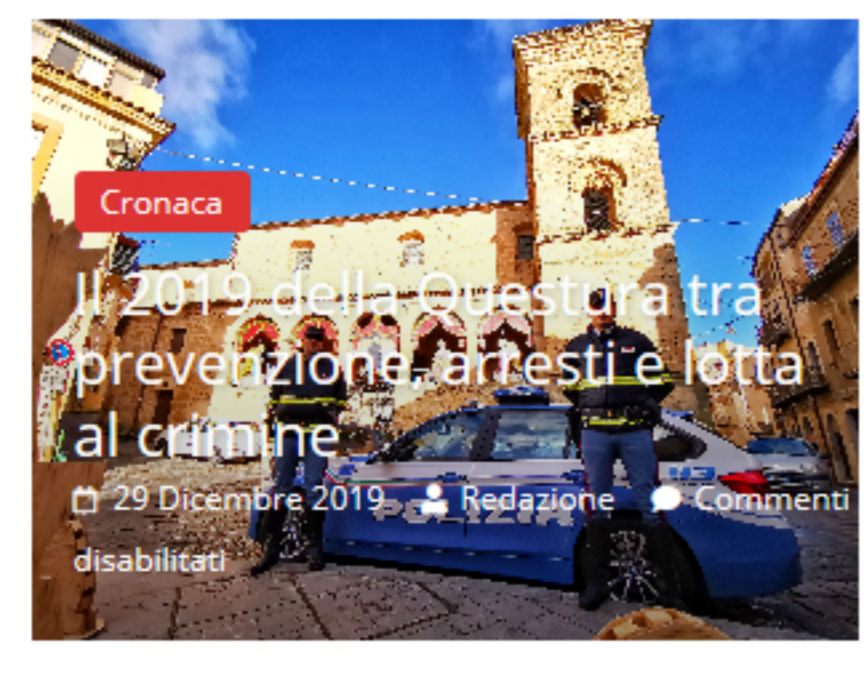 Cronaca
Il 2019 della Questura tra
prevenzione, arresti e lotta
al crimine
29 Dicembre 2019 Redazione Commenti
disabilitati
POLIZIA